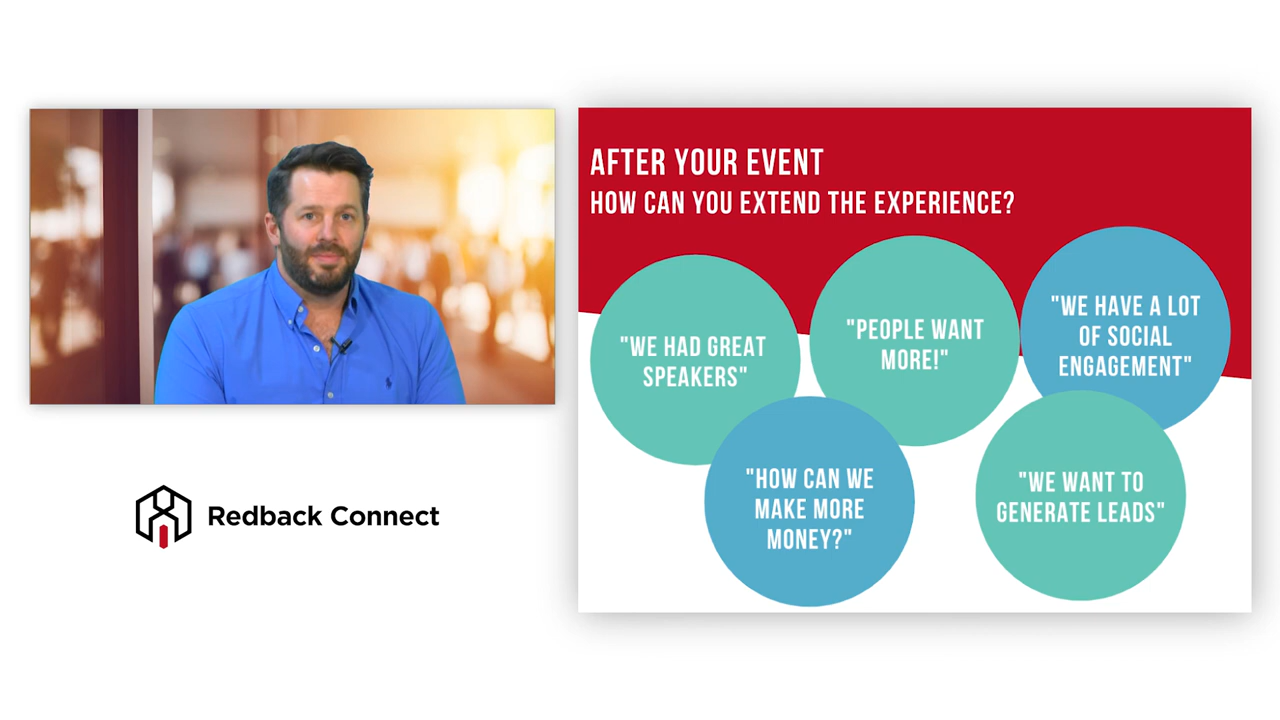 AFTER YOUR EVENT
HOW CAN YOU EXTEND THE EXPERIENCE?
"WE HAD GREAT
SPEAKERS"
"PEOPLE WANT
MORE!"
"WE HAVE A LOT
OF SOCIAL
ENGAGEMENT"
"HOW CAN WE
MAKE MORE
MONEY?"
"WE WANT TO
GENERATE LEADS"
Redback Connect